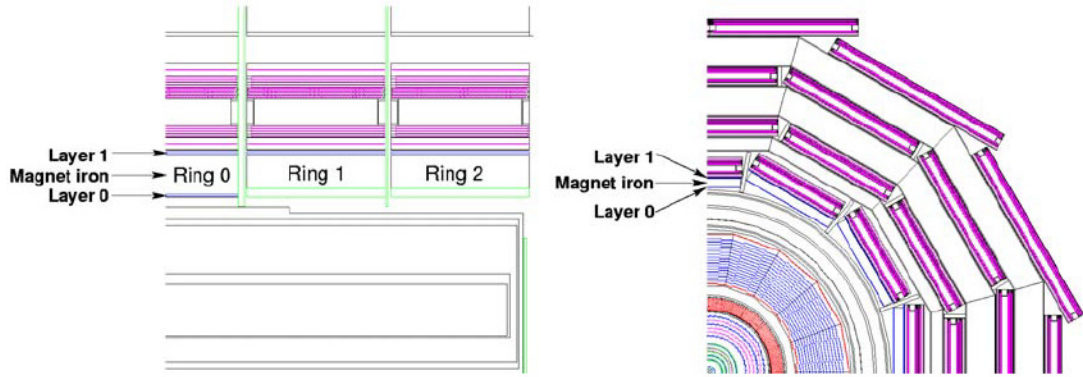 Layer 1
Magnet iron
Layer 0
Ring 0
Ring 1
Ring 2
Layer 1
Magnet iron
Layer 0